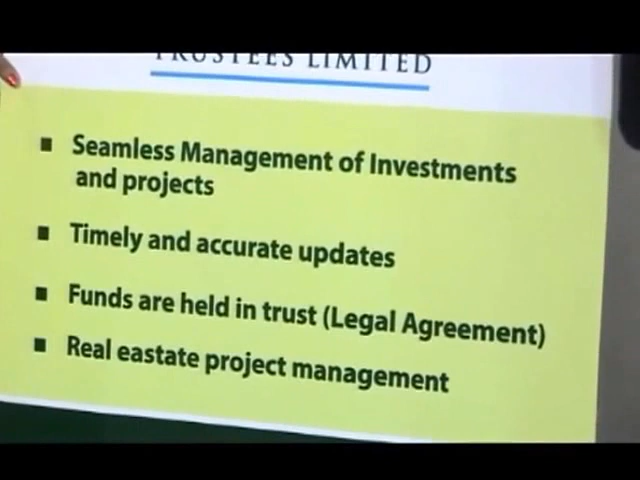 TRUSTEES LIMITED
▪ Seamless Management of Investments
and projects
▪ Timely and accurate updates
▪ Funds are held in trust (Legal Agreement)
▪ Real eastate project management